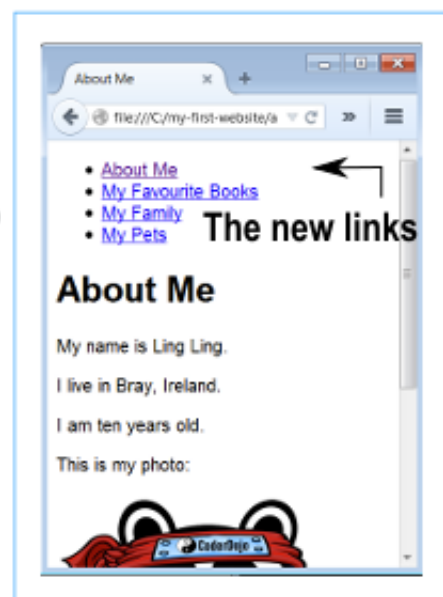 About Me
file:///C:/my-first-website/a
About Me
My Favourite Books
My Family
My Pets
The new links
About Me
My name is Ling Ling.
I live in Bray, Ireland.
I am ten years old.
This is my photo:
CoderDojo